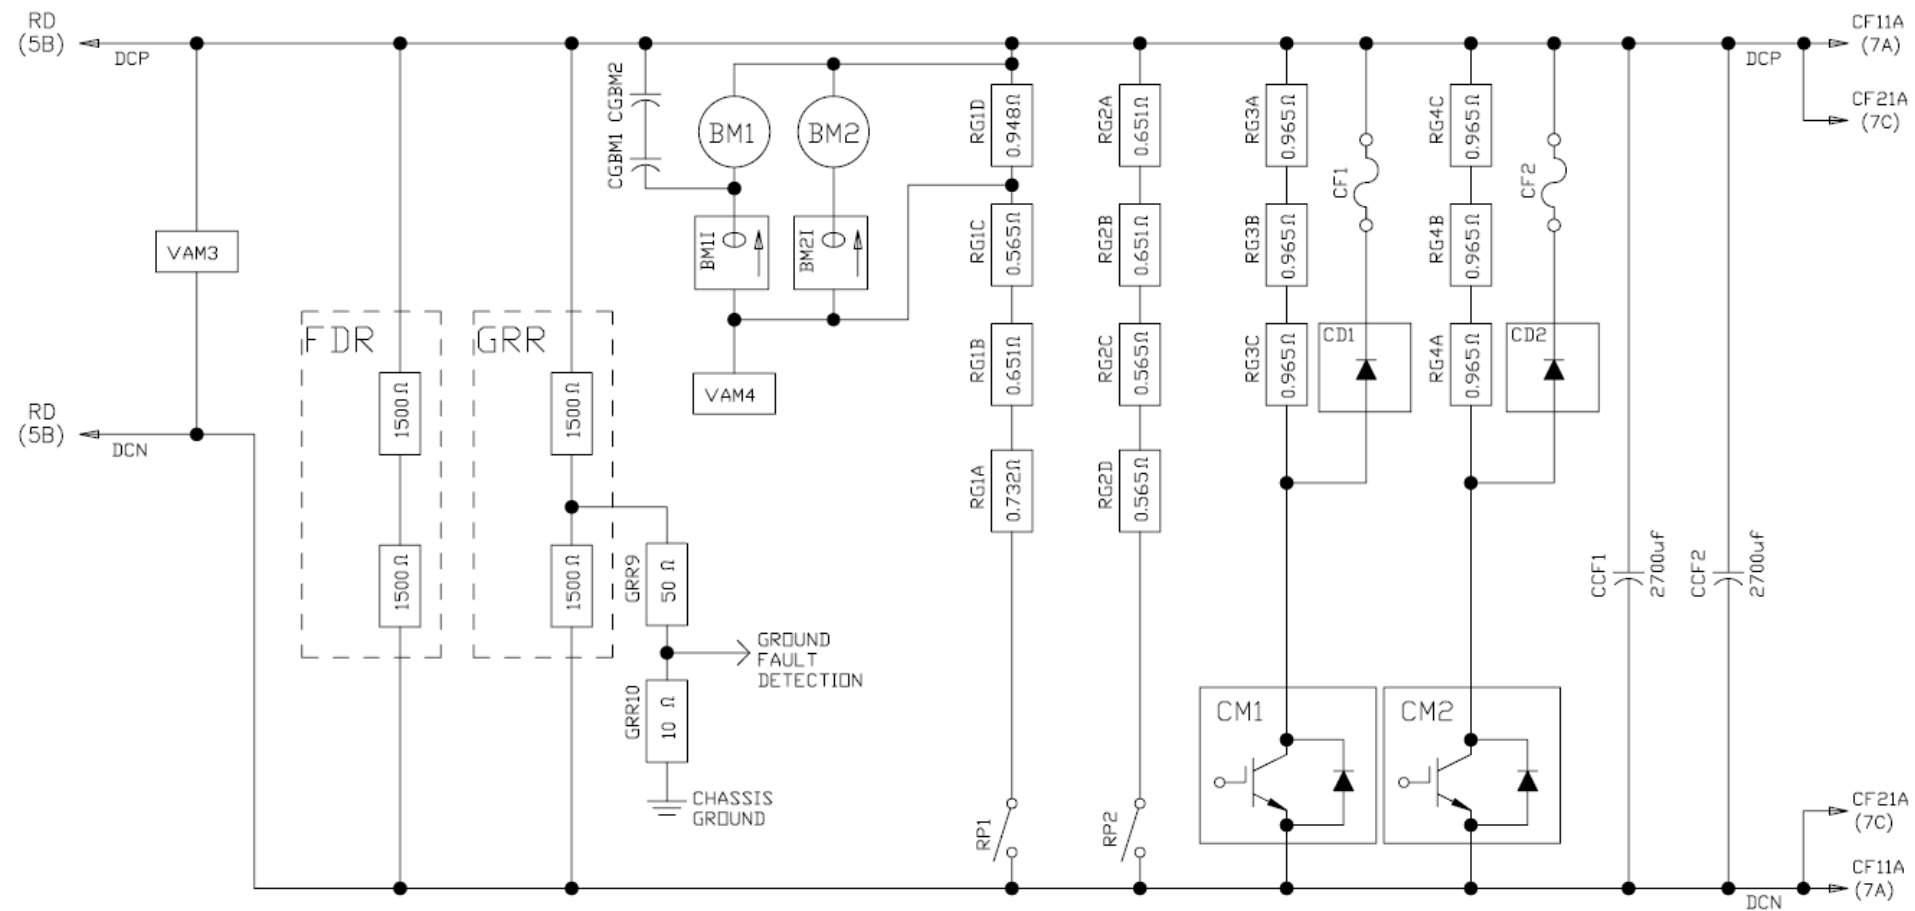 RD
(5B)
DCP
CF11A
(7A)
DCP
CF21A
(7C)
CGBM1 CGBM2
BM1
BM2
RG1D
0.948Ω
RG2A
0.651Ω
RG3A
0.965Ω
RG4C
0.965Ω
CF1
CF2
VAM3
BM1I
BM2I
RG1C
0.565Ω
RG2B
0.651Ω
RG3B
0.965Ω
RG4B
0.965Ω
FDR
GRR
1500Ω
1500Ω
VAM4
RG1B
0.651Ω
RG2C
0.565Ω
RG3C
0.965Ω
CD1
RG4A
0.965Ω
CD2
RD
(5B)
DCN
RG1A
0.732Ω
RG2D
0.565Ω
1500Ω
1500Ω
GRR9
50 Ω
CCF1
2700uf
CCF2
2700uf
GROUND
FAULT
DETECTION
GRR10
10 Ω
CHASSIS
GROUND
CM1
CM2
RP1
RP2
CF21A
(7C)
CF11A
(7A)
DCN